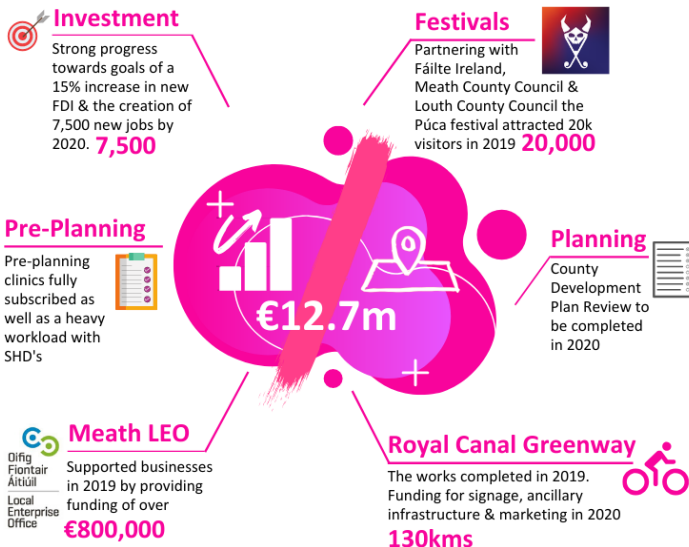 Investment
Strong progress
towards goals of a
15% increase in new
FDI & the creation of
7,500 new jobs by
2020. 7,500
Festivals
Partnering with
Fáilte Ireland,
Meath County Council &
Louth County Council the
Púca festival attracted 20k
visitors in 2019 20,000
Pre-Planning
Pre-planning
clinics fully
subscribed as
well as a heavy
workload with
SHD's
€12.7m
Planning
County
Development
Plan Review to
be completed
in 2020
Meath LEO
Oifig
Fiontair
Áitiúil
Local
Enterprise
Office
Supported businesses
in 2019 by providing
funding of over
€800,000
Royal Canal Greenway
The works completed in 2019.
Funding for signage, ancillary
infrastructure & marketing in 2020
130kms